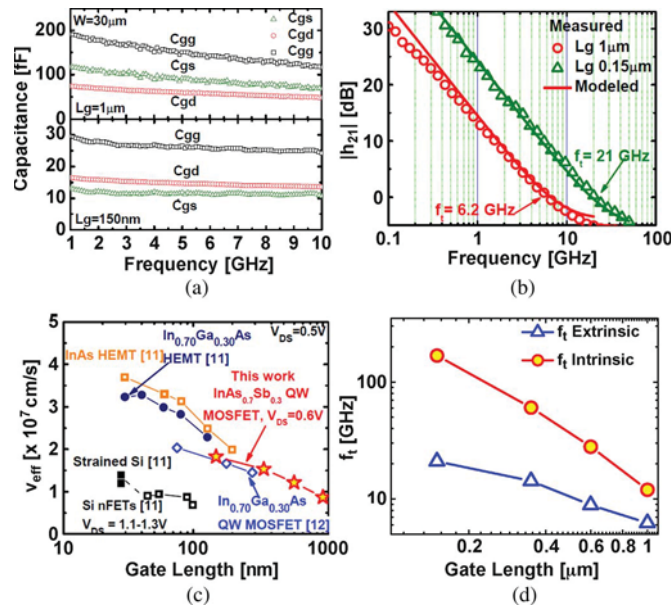 W=30μm
Cgs
Cgd
Cgg
Cgg
Cgs
Cgd
Lg=1μm
Cgg
Cgd
Cgs
Lg=150nm
200
150
100
50
0
30
20
10
0
Capacitance [fF]
1 2 3 4 5 6 7 8 9 10
Frequency [GHz]
(a)
Measured
Lg 1μm
Lg 0.15μm
Modeled
ft= 21 GHz
ft= 6.2 GHz
30
20
10
0
|h21| [dB]
0.1 1 10 100
Frequency [GHz]
(b)
VDS=0.5V
In0.70Ga0.30As
HEMT [11]
InAs HEMT [11]
This work
InAs0.7Sb0.3 QW
MOSFET, VDS=0.6V
Strained Si [11]
Si nFETs [11]
VDS = 1.1-1.3V
In0.70Ga0.30As
QW MOSFET [12]
5
4
3
2
1
0
veff [x 10^7 cm/s]
10 100 1000
Gate Length [nm]
(c)
ft Extrinsic
ft Intrinsic
100
10
ft [GHz]
0.2 0.4 0.6 0.8 1
Gate Length [μm]
(d)